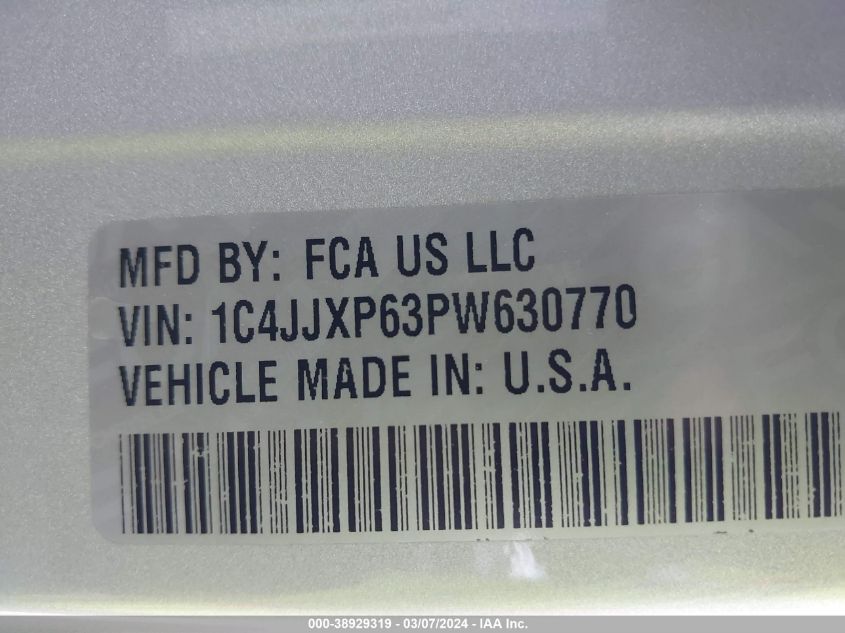 MFD BY: FCA US LLC
VIN: 1C4JJXP63PW630770
VEHICLE MADE IN: U.S.A.
000-38929319 - 03/07/2024 - IAA Inc.